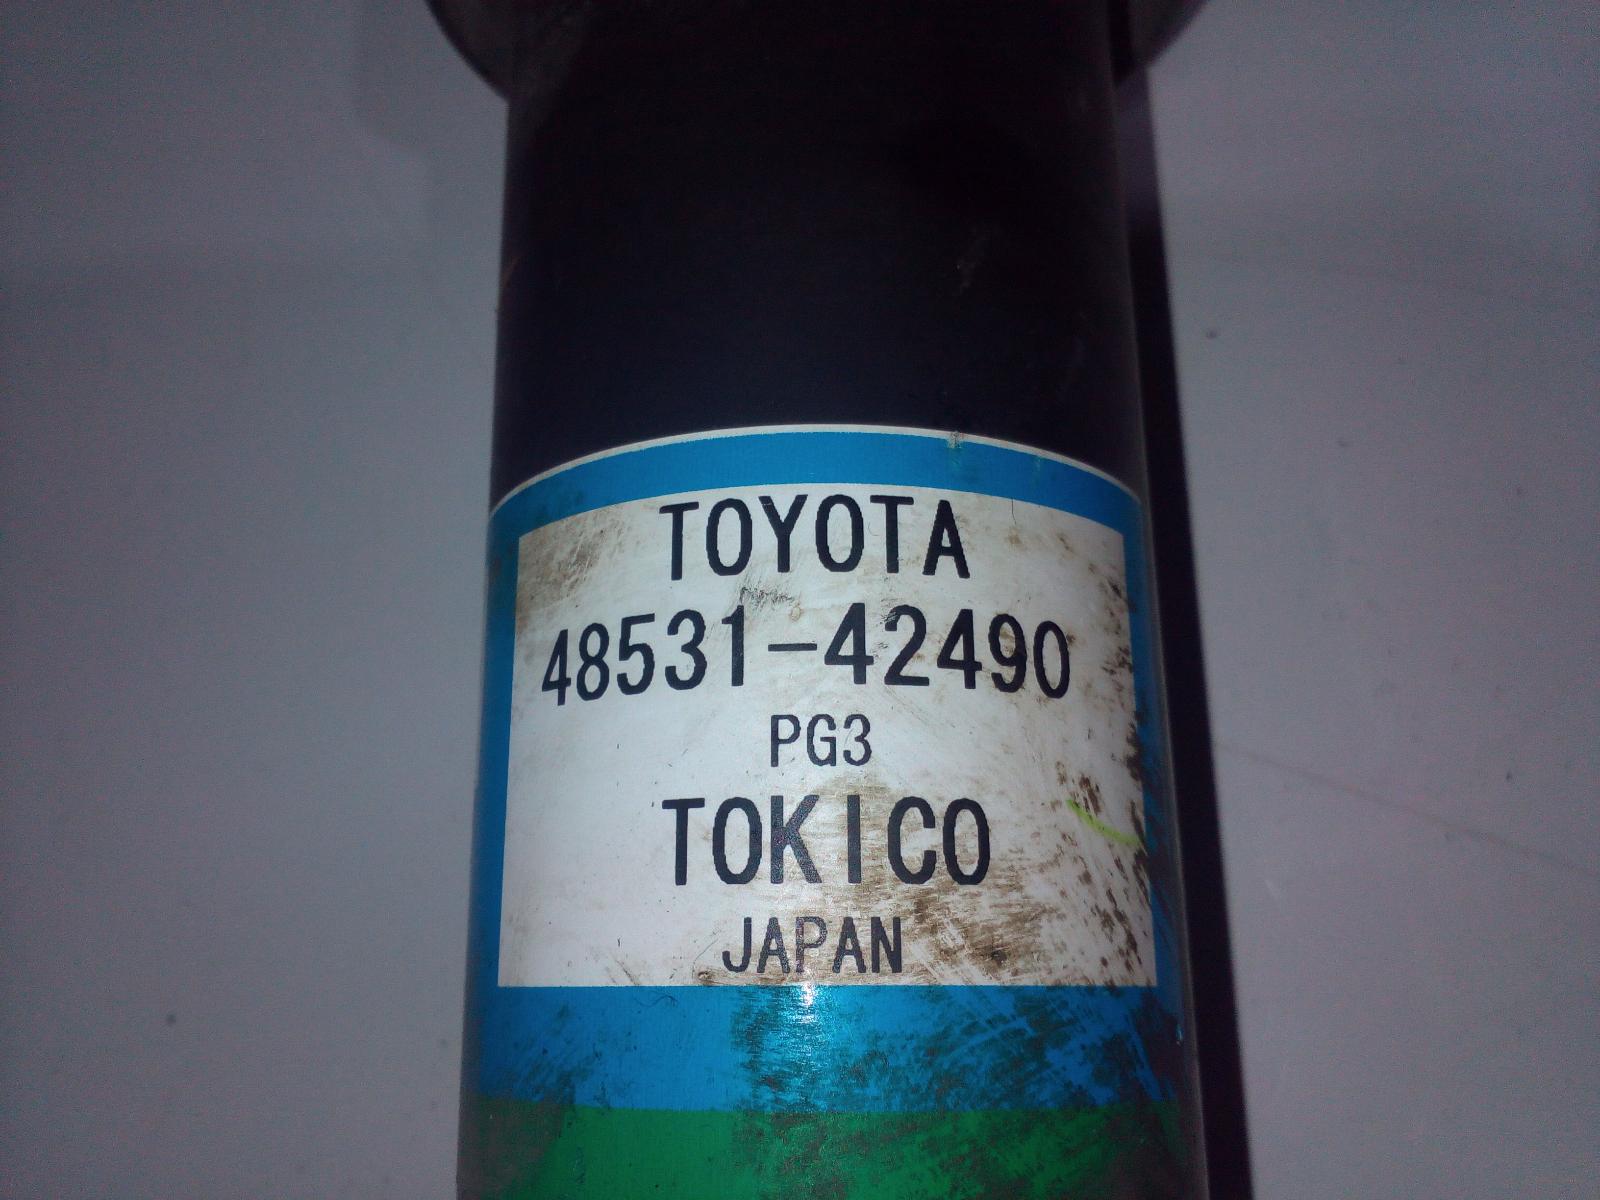 TOYOTA
48531-42490
PG3
TOKICO
JAPAN